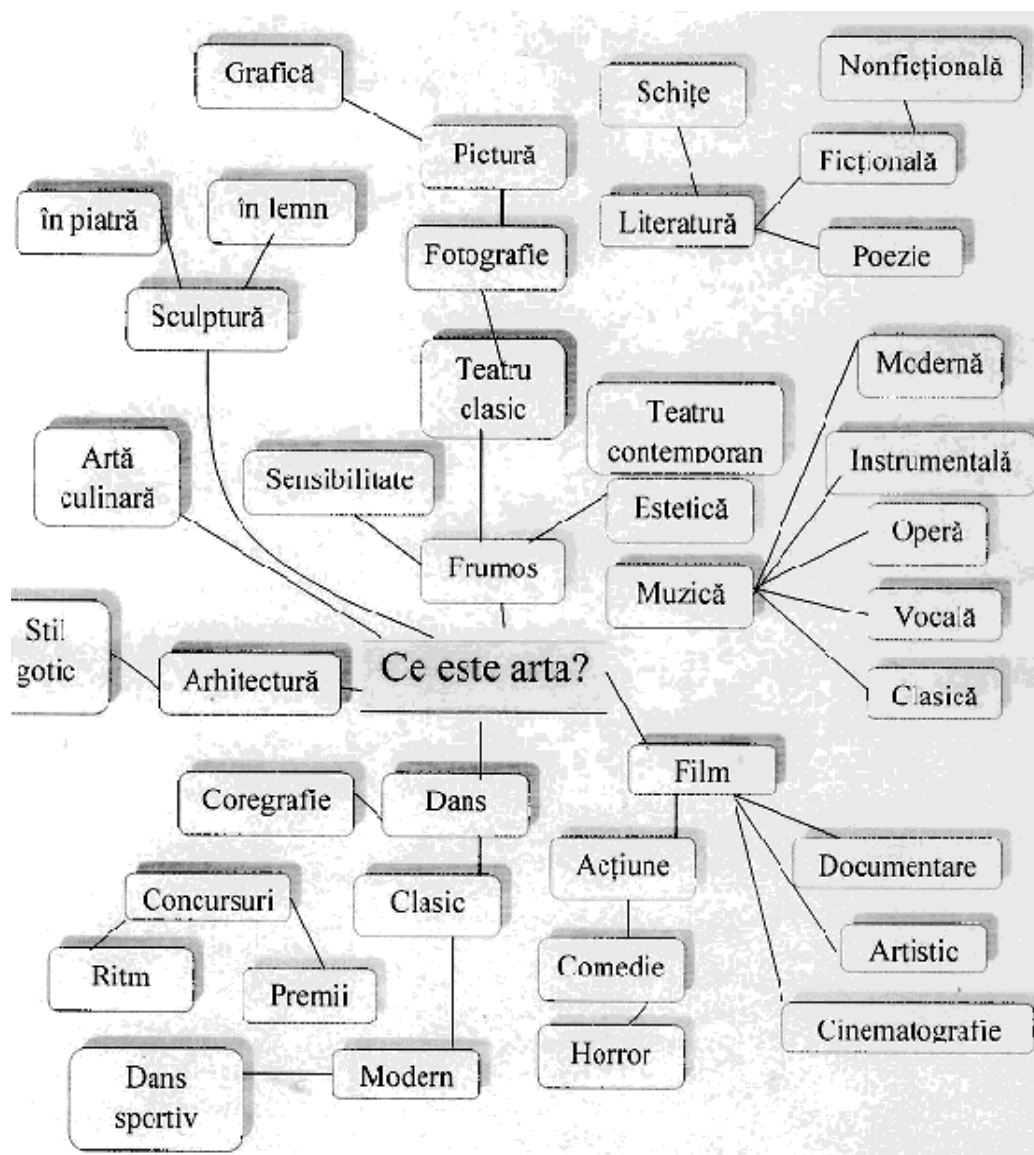 Grafică
Schițe
Nonficțională
Pictură
Ficțională
în piatră
în lemn
Literatură
Fotografie
Poezie
Sculptură
Teatru
clasic
Modernă
Teatru
contemporan
Artă
culinară
Sensibilitate
Instrumentală
Estetică
Operă
Frumos
Muzică
Vocală
Stil
gotic
Arhitectură
Ce este arta?
Clasică
Film
Coregrafie
Dans
Acțiune
Documentare
Concursuri
Clasic
Artistic
Comedie
Ritm
Premii
Cinematografie
Horror
Modern
Dans
sportiv